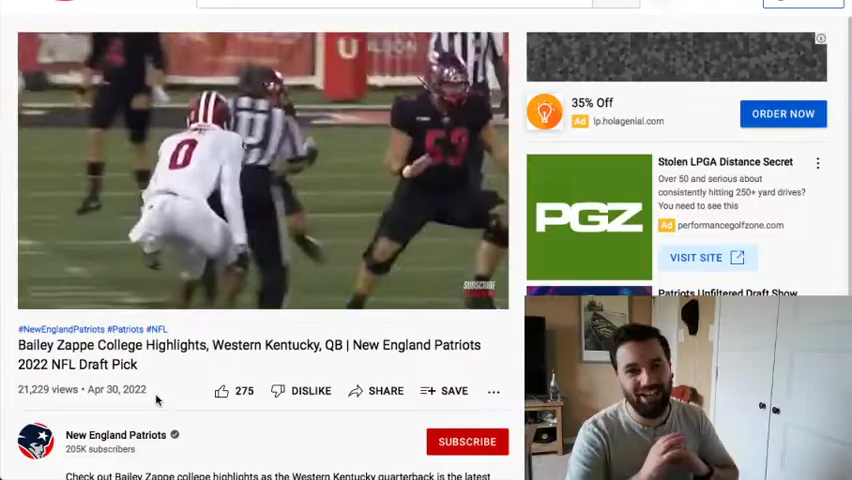 35% Off
Ad lp.holagenial.com
ORDER NOW
Stolen LPGA Distance Secret
Over 50 and serious about
consistently hitting 250+ yard drives?
You need to see this
Ad performancegolfzone.com
PGZ
VISIT SITE
Patriots Unfiltered Draft Show
0
53
SUBSCRIBE
#NewEnglandPatriots #Patriots #NFL
Bailey Zappe College Highlights, Western Kentucky, QB | New England Patriots
2022 NFL Draft Pick
21,229 views • Apr 30, 2022
275
DISLIKE
SHARE
SAVE
New England Patriots
205K subscribers
SUBSCRIBE
Check out Bailey Zappe college highlights as the Western Kentucky quarterback is the latest